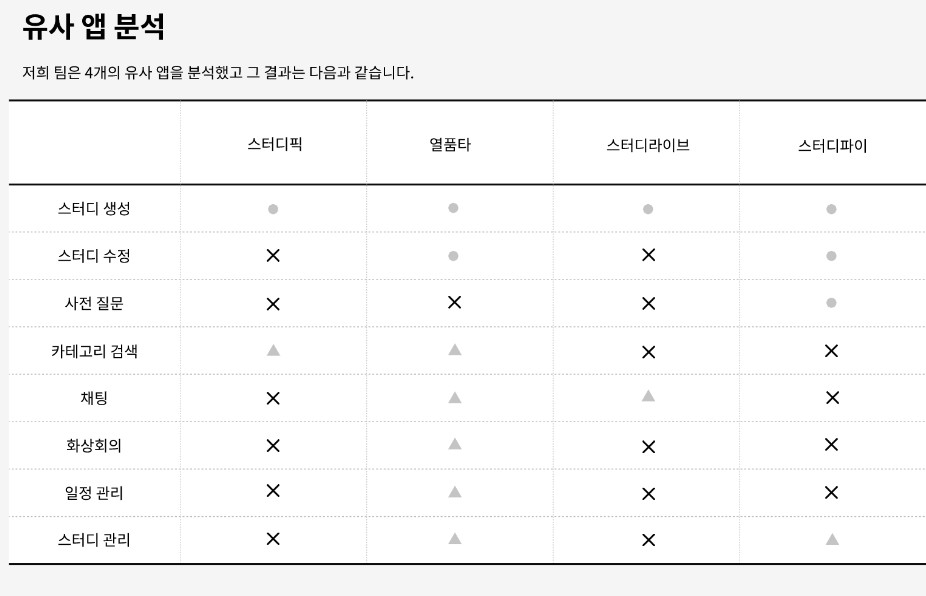 유사 앱 분석
저희 팀은 4개의 유사 앱을 분석했고 그 결과는 다음과 같습니다.
스터디픽 열품타 스터디라이브 스터디파이
스터디 생성
스터디 수정
사전 질문
카테고리 검색
채팅
화상회의
일정 관리
스터디 관리